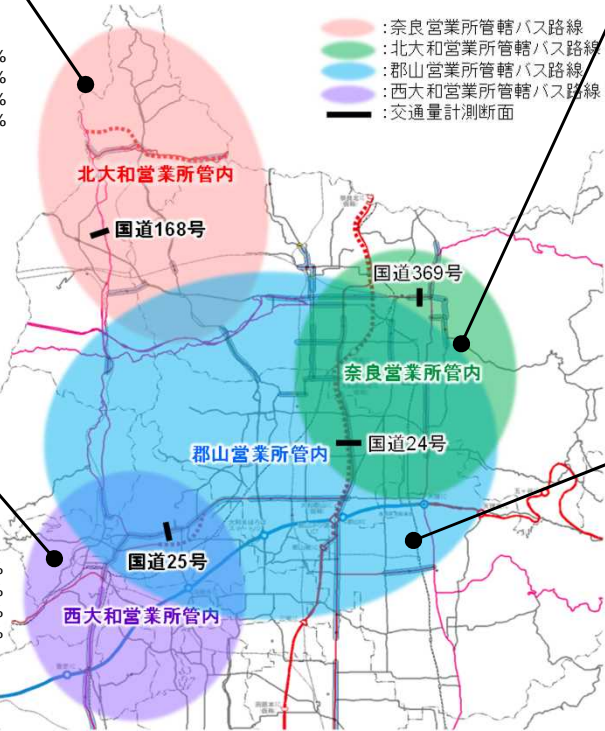 :奈良営業所管轄バス路線
:北大和営業所管轄バス路線
:郡山営業所管轄バス路線
:西大和営業所管轄バス路線
:交通量計測断面
%
%
%
%
北大和営業所管内
国道168号
国道369号
奈良営業所管内
国道24号
郡山営業所管内
国道25号
西大和営業所管内
%
%
%
%